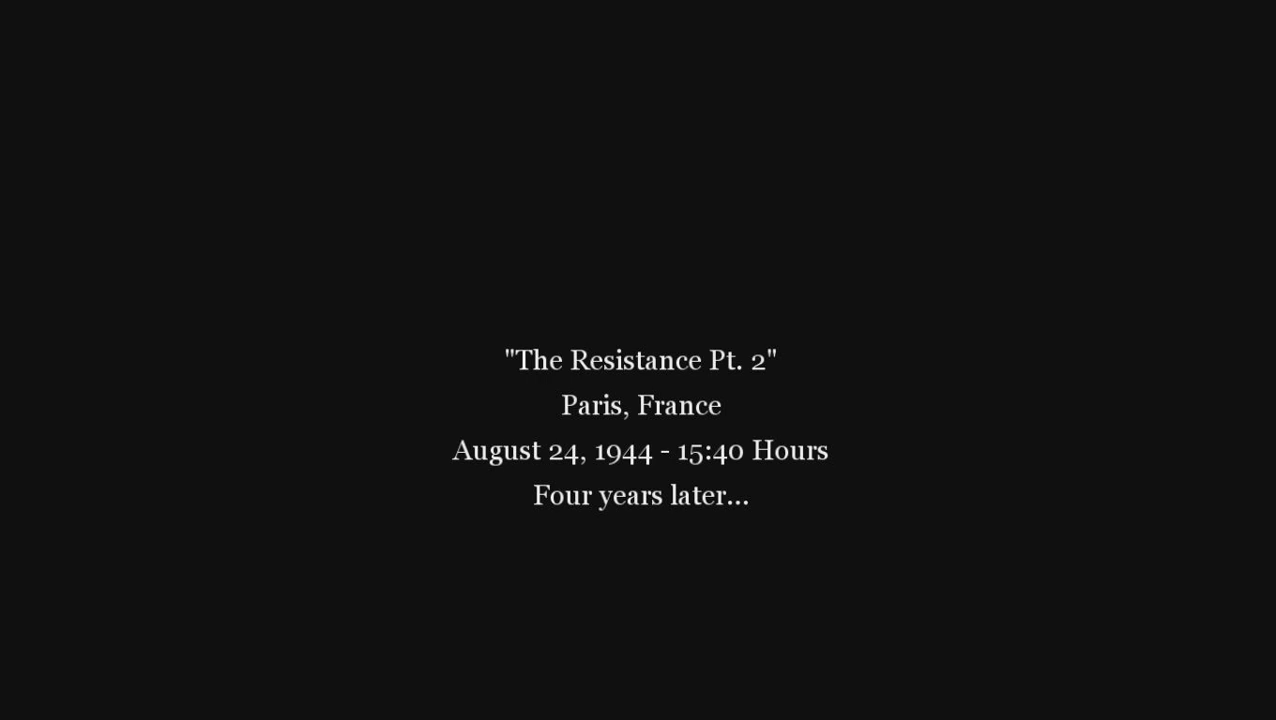 "The Resistance Pt. 2"
Paris, France
August 24, 1944 - 15:40 Hours
Four years later...